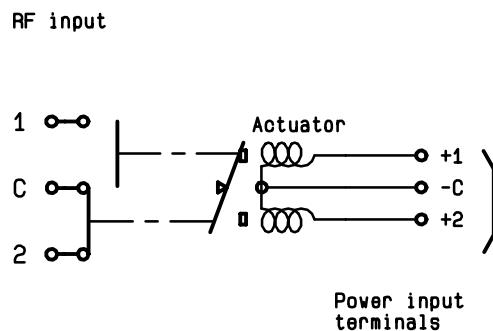 RF input
1
Actuator
+1
C
-C
+2
2
Power input
terminals